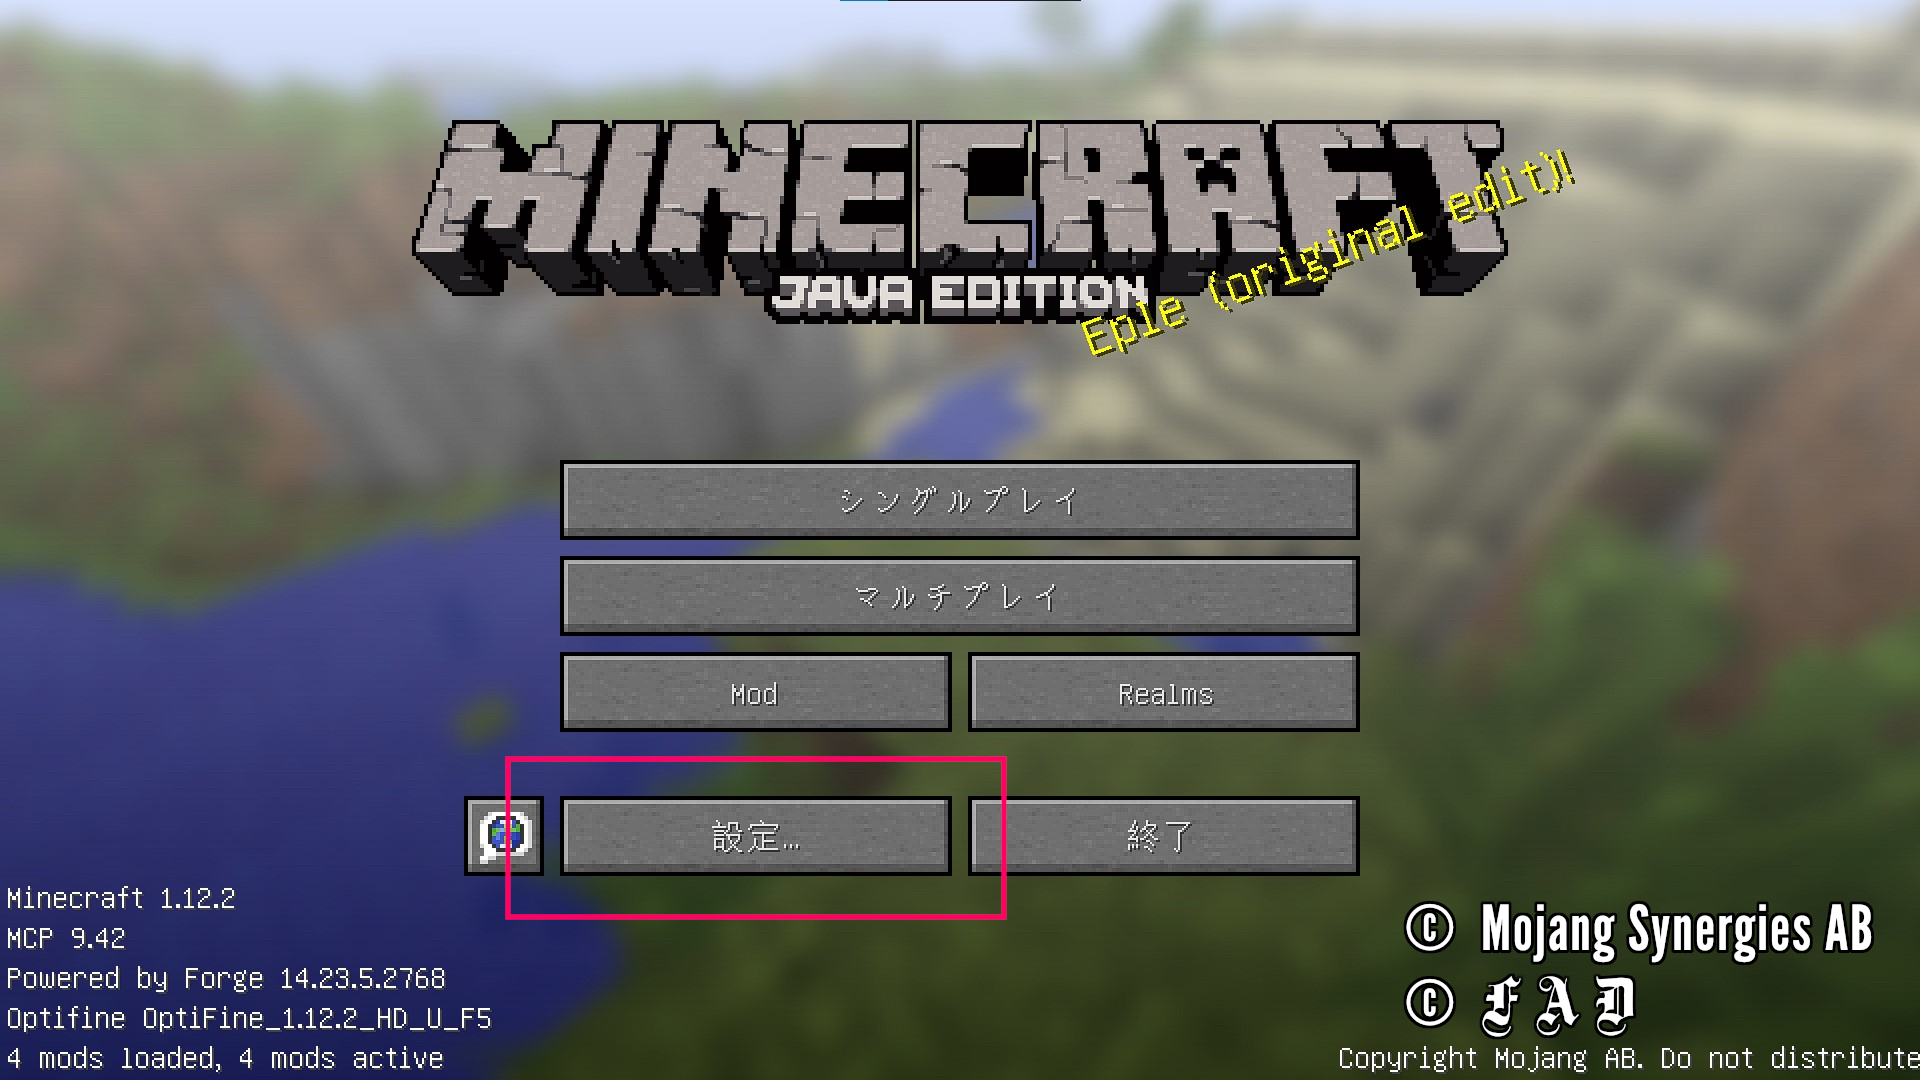 MINECRAFT
JAVA EDITION
Eple (original edit)!
シングルプレイ
マルチプレイ
Mod
Realms
設定...
終了
Minecraft 1.12.2
MCP 9.42
Powered by Forge 14.23.5.2768
Optifine OptiFine_1.12.2_HD_U_F5
4 mods loaded, 4 mods active
© Mojang Synergies AB
© FAD
Copyright Mojang AB. Do not distribute